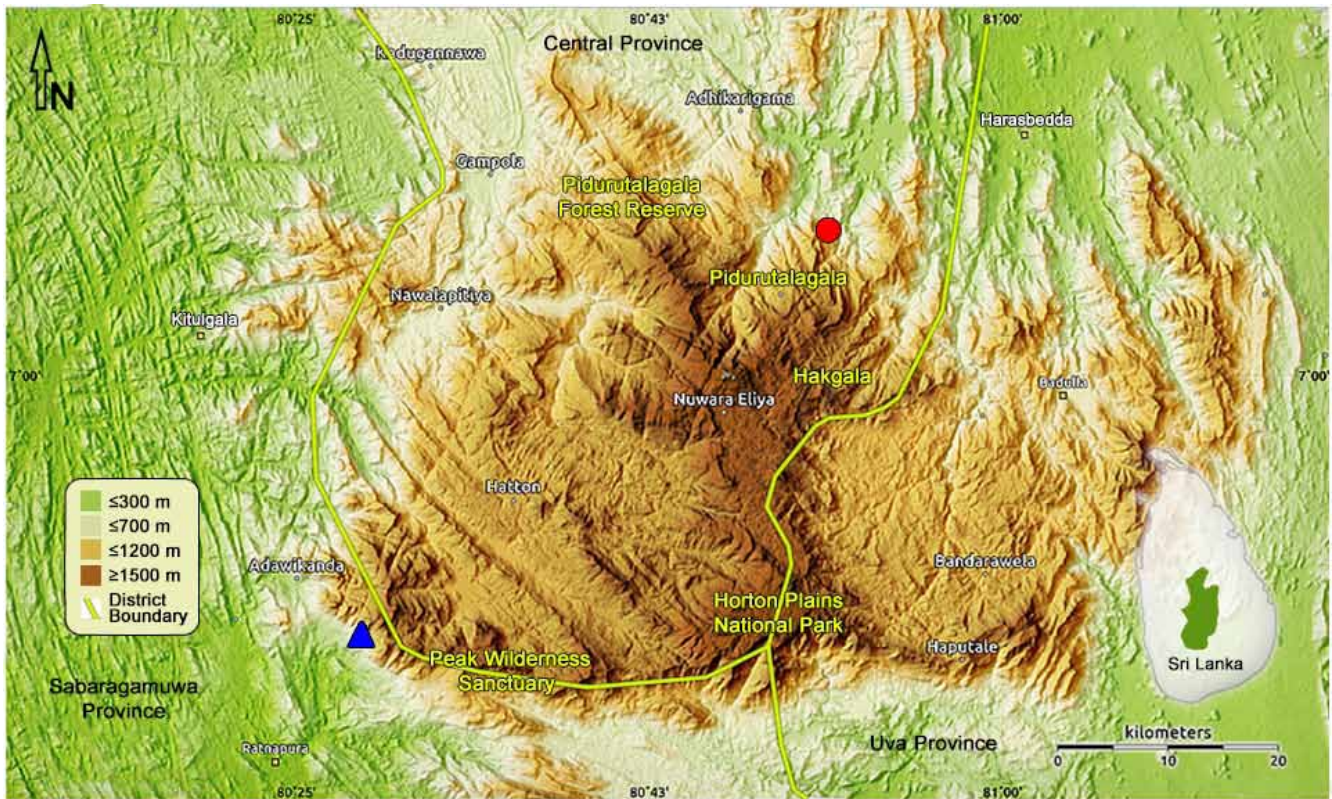 80°25'
80°43'
81°00'
Central Province
Kadugannawa
N
Adhikarigama
Harasbedda
Gampola
Pidurutalagala
Forest Reserve
Pidurutalagala
Nawalapitiya
Kitulgala
7°00'
7°00'
Hakgala
Badulla
Nuwara Eliya
Hatton
≤300 m
≤700 m
≤1200 m
≥1500 m
District
Boundary
Adawikanda
Bandarawela
Horton Plains
National Park
Haputale
Peak Wilderness
Sanctuary
Sri Lanka
Sabaragamuwa
Province
Ratnapura
Uva Province
kilometers
0
10
20
80°25'
80°43'
81°00'